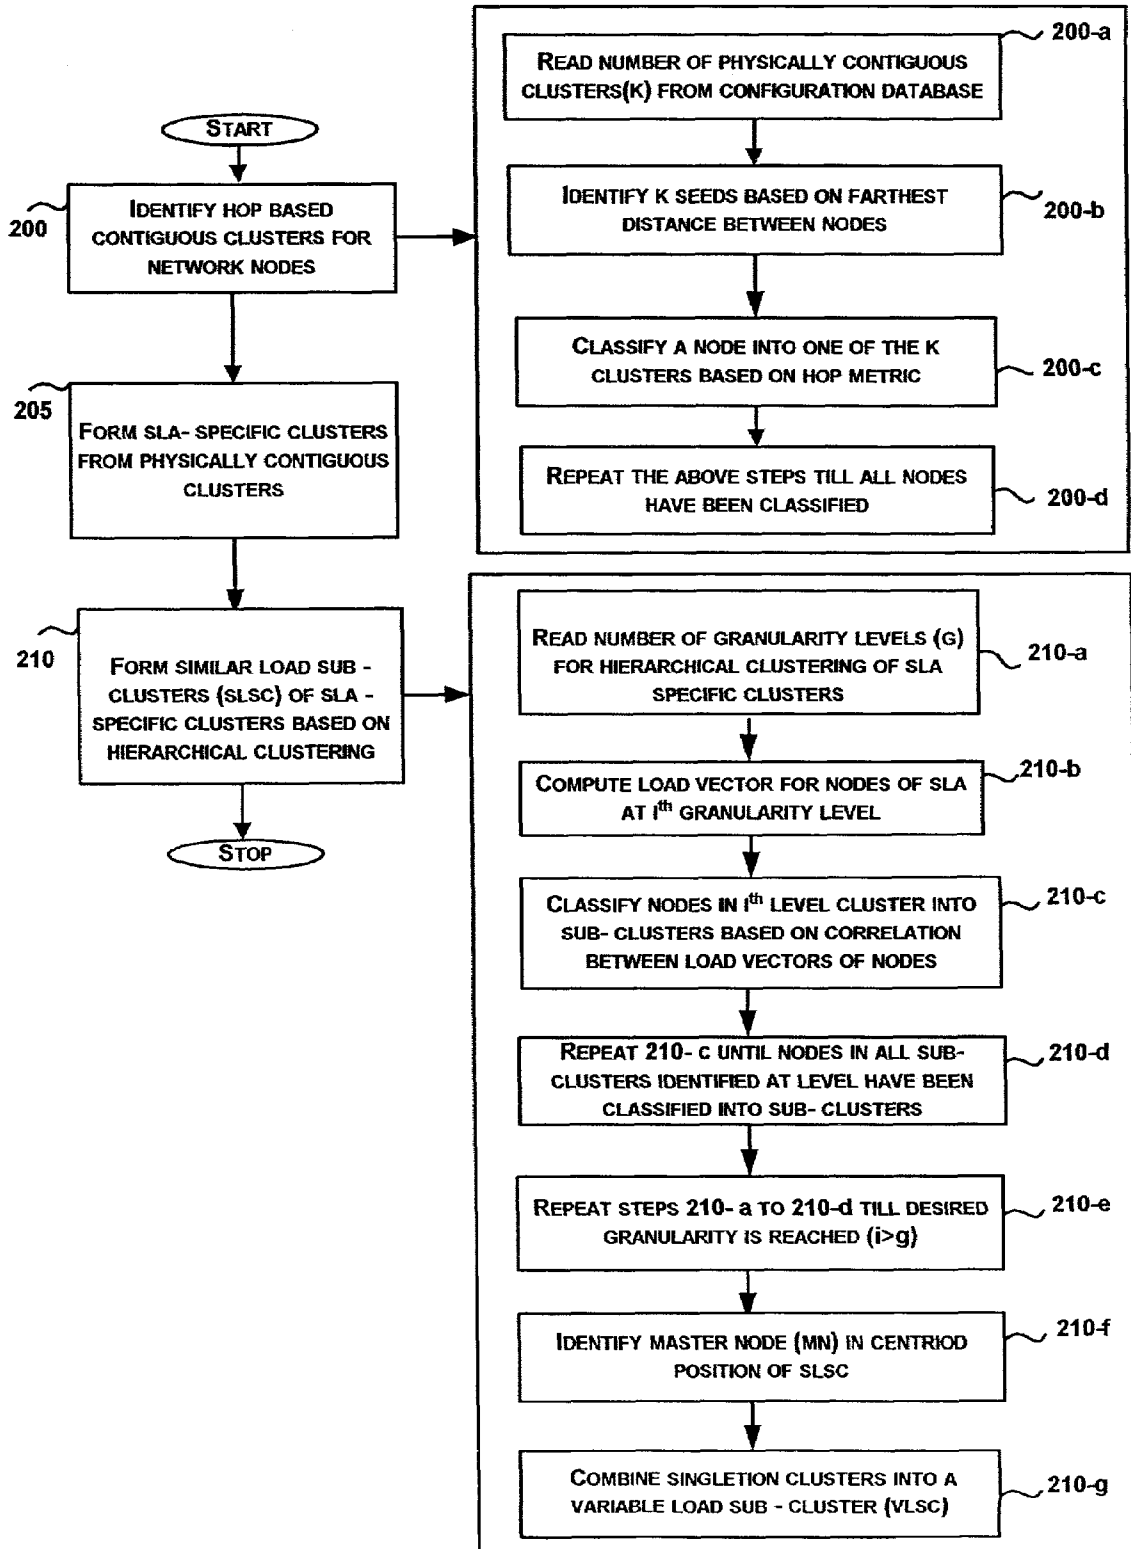 START
200
IDENTIFY HOP BASED
CONTIGUOUS CLUSTERS FOR
NETWORK NODES
205
FORM SLA- SPECIFIC CLUSTERS
FROM PHYSICALLY CONTIGUOUS
CLUSTERS
210
FORM SIMILAR LOAD SUB -
CLUSTERS (SLSC) OF SLA -
SPECIFIC CLUSTERS BASED ON
HIERARCHICAL CLUSTERING
STOP
200-a
READ NUMBER OF PHYSICALLY CONTIGUOUS
CLUSTERS(K) FROM CONFIGURATION DATABASE
IDENTIFY K SEEDS BASED ON FARTHEST
DISTANCE BETWEEN NODES
200-b
CLASSIFY A NODE INTO ONE OF THE K
CLUSTERS BASED ON HOP METRIC
200-c
REPEAT THE ABOVE STEPS TILL ALL NODES
HAVE BEEN CLASSIFIED
200-d
READ NUMBER OF GRANULARITY LEVELS (G)
FOR HIERARCHICAL CLUSTERING OF SLA
SPECIFIC CLUSTERS
210-a
COMPUTE LOAD VECTOR FOR NODES OF SLA
AT Ith GRANULARITY LEVEL
210-b
CLASSIFY NODES IN Ith LEVEL CLUSTER INTO
SUB- CLUSTERS BASED ON CORRELATION
BETWEEN LOAD VECTORS OF NODES
210-c
REPEAT 210- C UNTIL NODES IN ALL SUB-
CLUSTERS IDENTIFIED AT LEVEL HAVE BEEN
CLASSIFIED INTO SUB- CLUSTERS
210-d
REPEAT STEPS 210- A TO 210-d TILL DESIRED
GRANULARITY IS REACHED (i>g)
210-e
IDENTIFY MASTER NODE (MN) IN CENTRIOD
POSITION OF SLSC
210-f
COMBINE SINGLETION CLUSTERS INTO A
VARIABLE LOAD SUB - CLUSTER (VLSC)
210-g